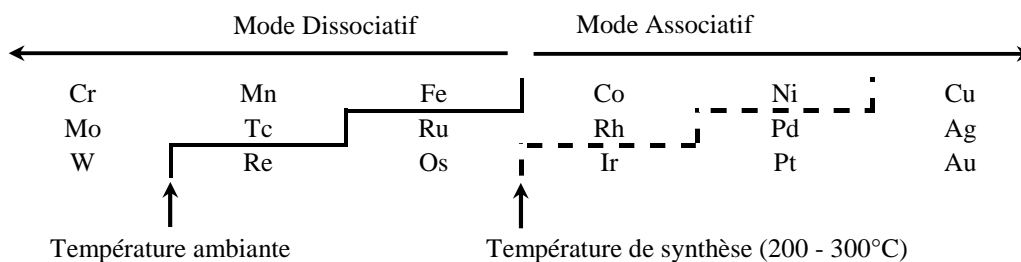 Mode Dissociatif Mode Associatif
Cr Mn Fe Co Ni Cu
Mo Tc Ru Rh Pd Ag
W Re Os Ir Pt Au
Température ambiante Température de synthèse (200 - 300°C)